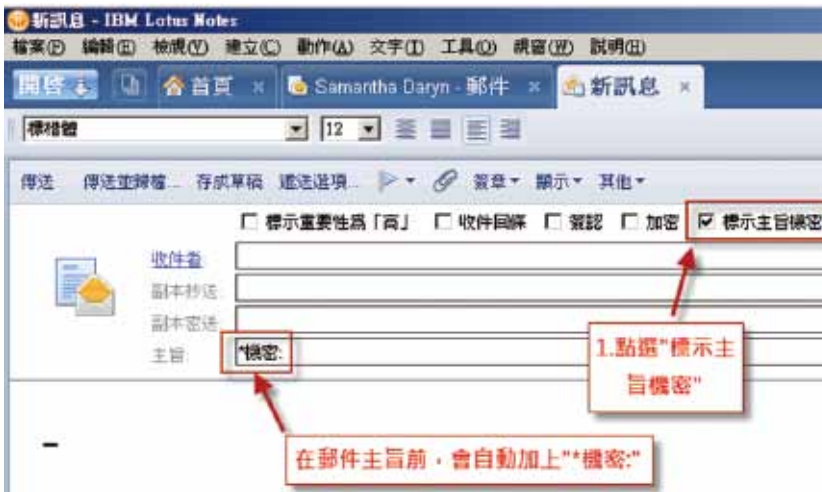 新訊息 - IBM Lotus Notes
檔案(F) 編輯(E) 檢視(V) 建立(C) 動作(A) 文字(T) 工具(O) 視窗(W) 說明(H)
開啓 首頁 × Samantha Daryn - 郵件 × 新訊息 ×
標楷體 12
傳送 傳送並歸檔... 存成草稿 遞送選項... 簽章 顯示 其他
標示重要性爲「高」 收件回條 簽認 加密 標示主旨機密
收件者
副本抄送
副本密送
主旨: *機密:
1.點選"標示主
旨機密"
在郵件主旨前,會自動加上"*機密:"